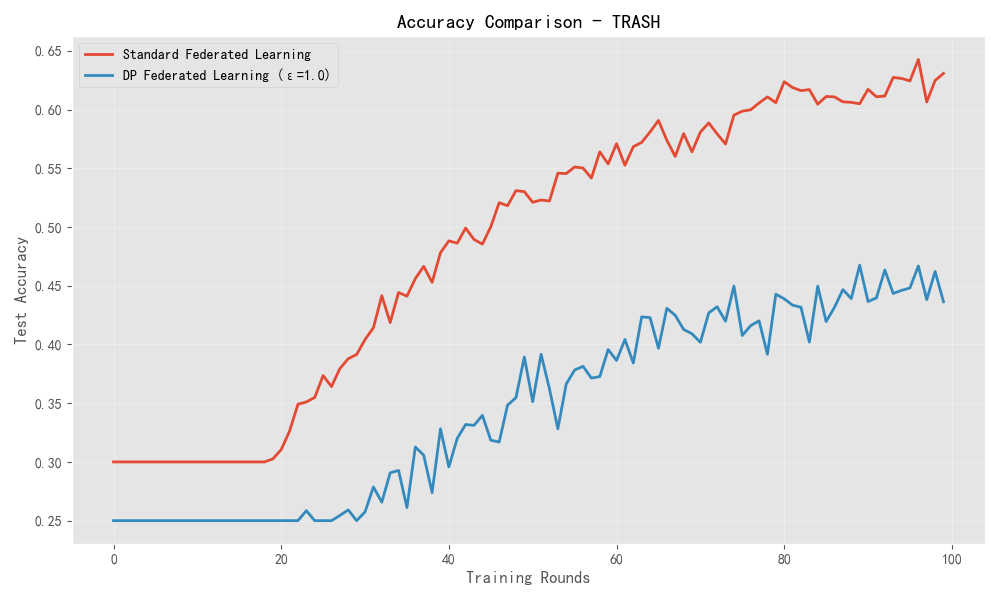 Accuracy Comparison - TRASH
Standard Federated Learning
DP Federated Learning (ε=1.0)
Test Accuracy
0.65
0.60
0.55
0.50
0.45
0.40
0.35
0.30
0.25
0 20 40 60 80 100
Training Rounds